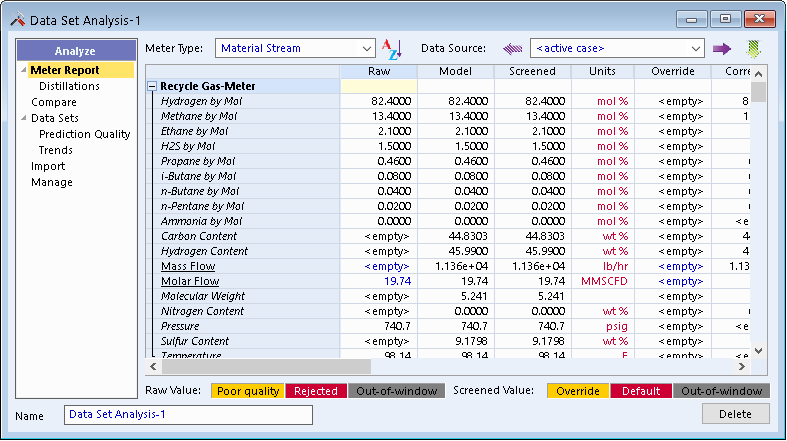 Data Set Analysis-1
Analyze
Meter Report
Distillations
Compare
Data Sets
Prediction Quality
Trends
Import
Manage
Meter Type: Material Stream A Z Data Source: <active case>
Raw Model Screened Units Override Corre
Recycle Gas-Meter
Hydrogen by Mol 82.4000 82.4000 82.4000 mol % <empty> 8
Methane by Mol 13.4000 13.4000 13.4000 mol % <empty> 1
Ethane by Mol 2.1000 2.1000 2.1000 mol % <empty>
H2S by Mol 1.5000 1.5000 1.5000 mol % <empty>
Propane by Mol 0.4600 0.4600 0.4600 mol % <empty>
i-Butane by Mol 0.0800 0.0800 0.0800 mol % <empty>
n-Butane by Mol 0.0400 0.0400 0.0400 mol % <empty>
n-Pentane by Mol 0.0200 0.0200 0.0200 mol % <empty>
Ammonia by Mol 0.0000 0.0000 0.0000 mol % <empty> <e
Carbon Content <empty> 44.8303 44.8303 wt % <empty> 44
Hydrogen Content <empty> 45.9900 45.9900 wt % <empty> 4
Mass Flow <empty> 1.136e+04 1.136e+04 lb/hr <empty> 1.13
Molar Flow 19.74 19.74 19.74 MMSCFD <empty>
Molecular Weight <empty> 5.241 5.241 <empty>
Nitrogen Content <empty> 0.0000 0.0000 wt % <empty>
Pressure 740.7 740.7 740.7 psig <empty> <e
Sulfur Content <empty> 9.1798 9.1798 wt % <empty>
Temperature 98.14 98.14 98.14 F <empty> <e
Raw Value: Poor quality Rejected Out-of-window Screened Value: Override Default Out-of-window
Name Data Set Analysis-1 Delete